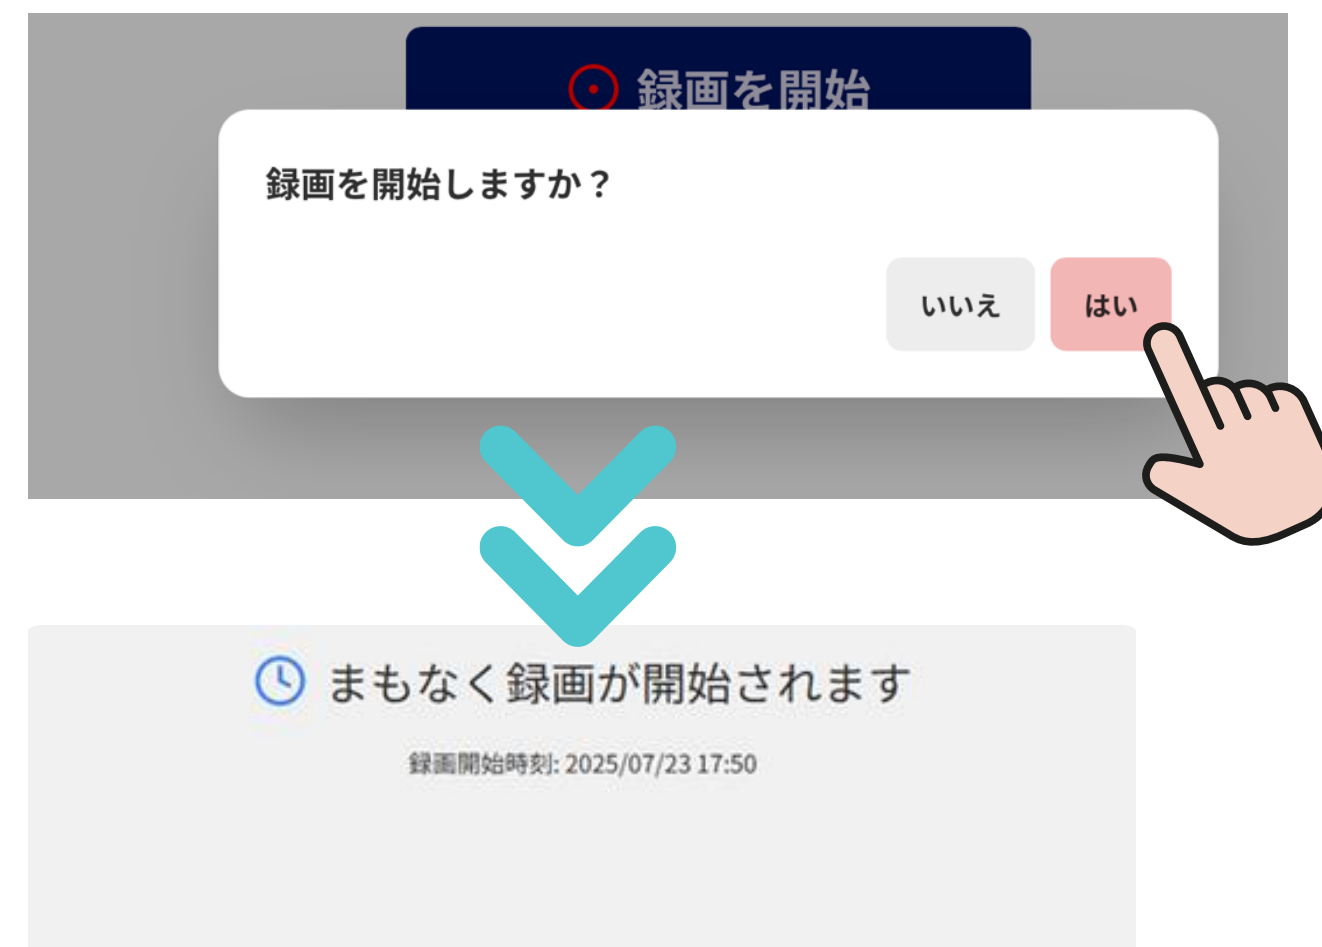 録画を開始
録画を開始しますか？
いいえ
はい
まもなく録画が開始されます
録画開始時刻: 2025/07/23 17:50